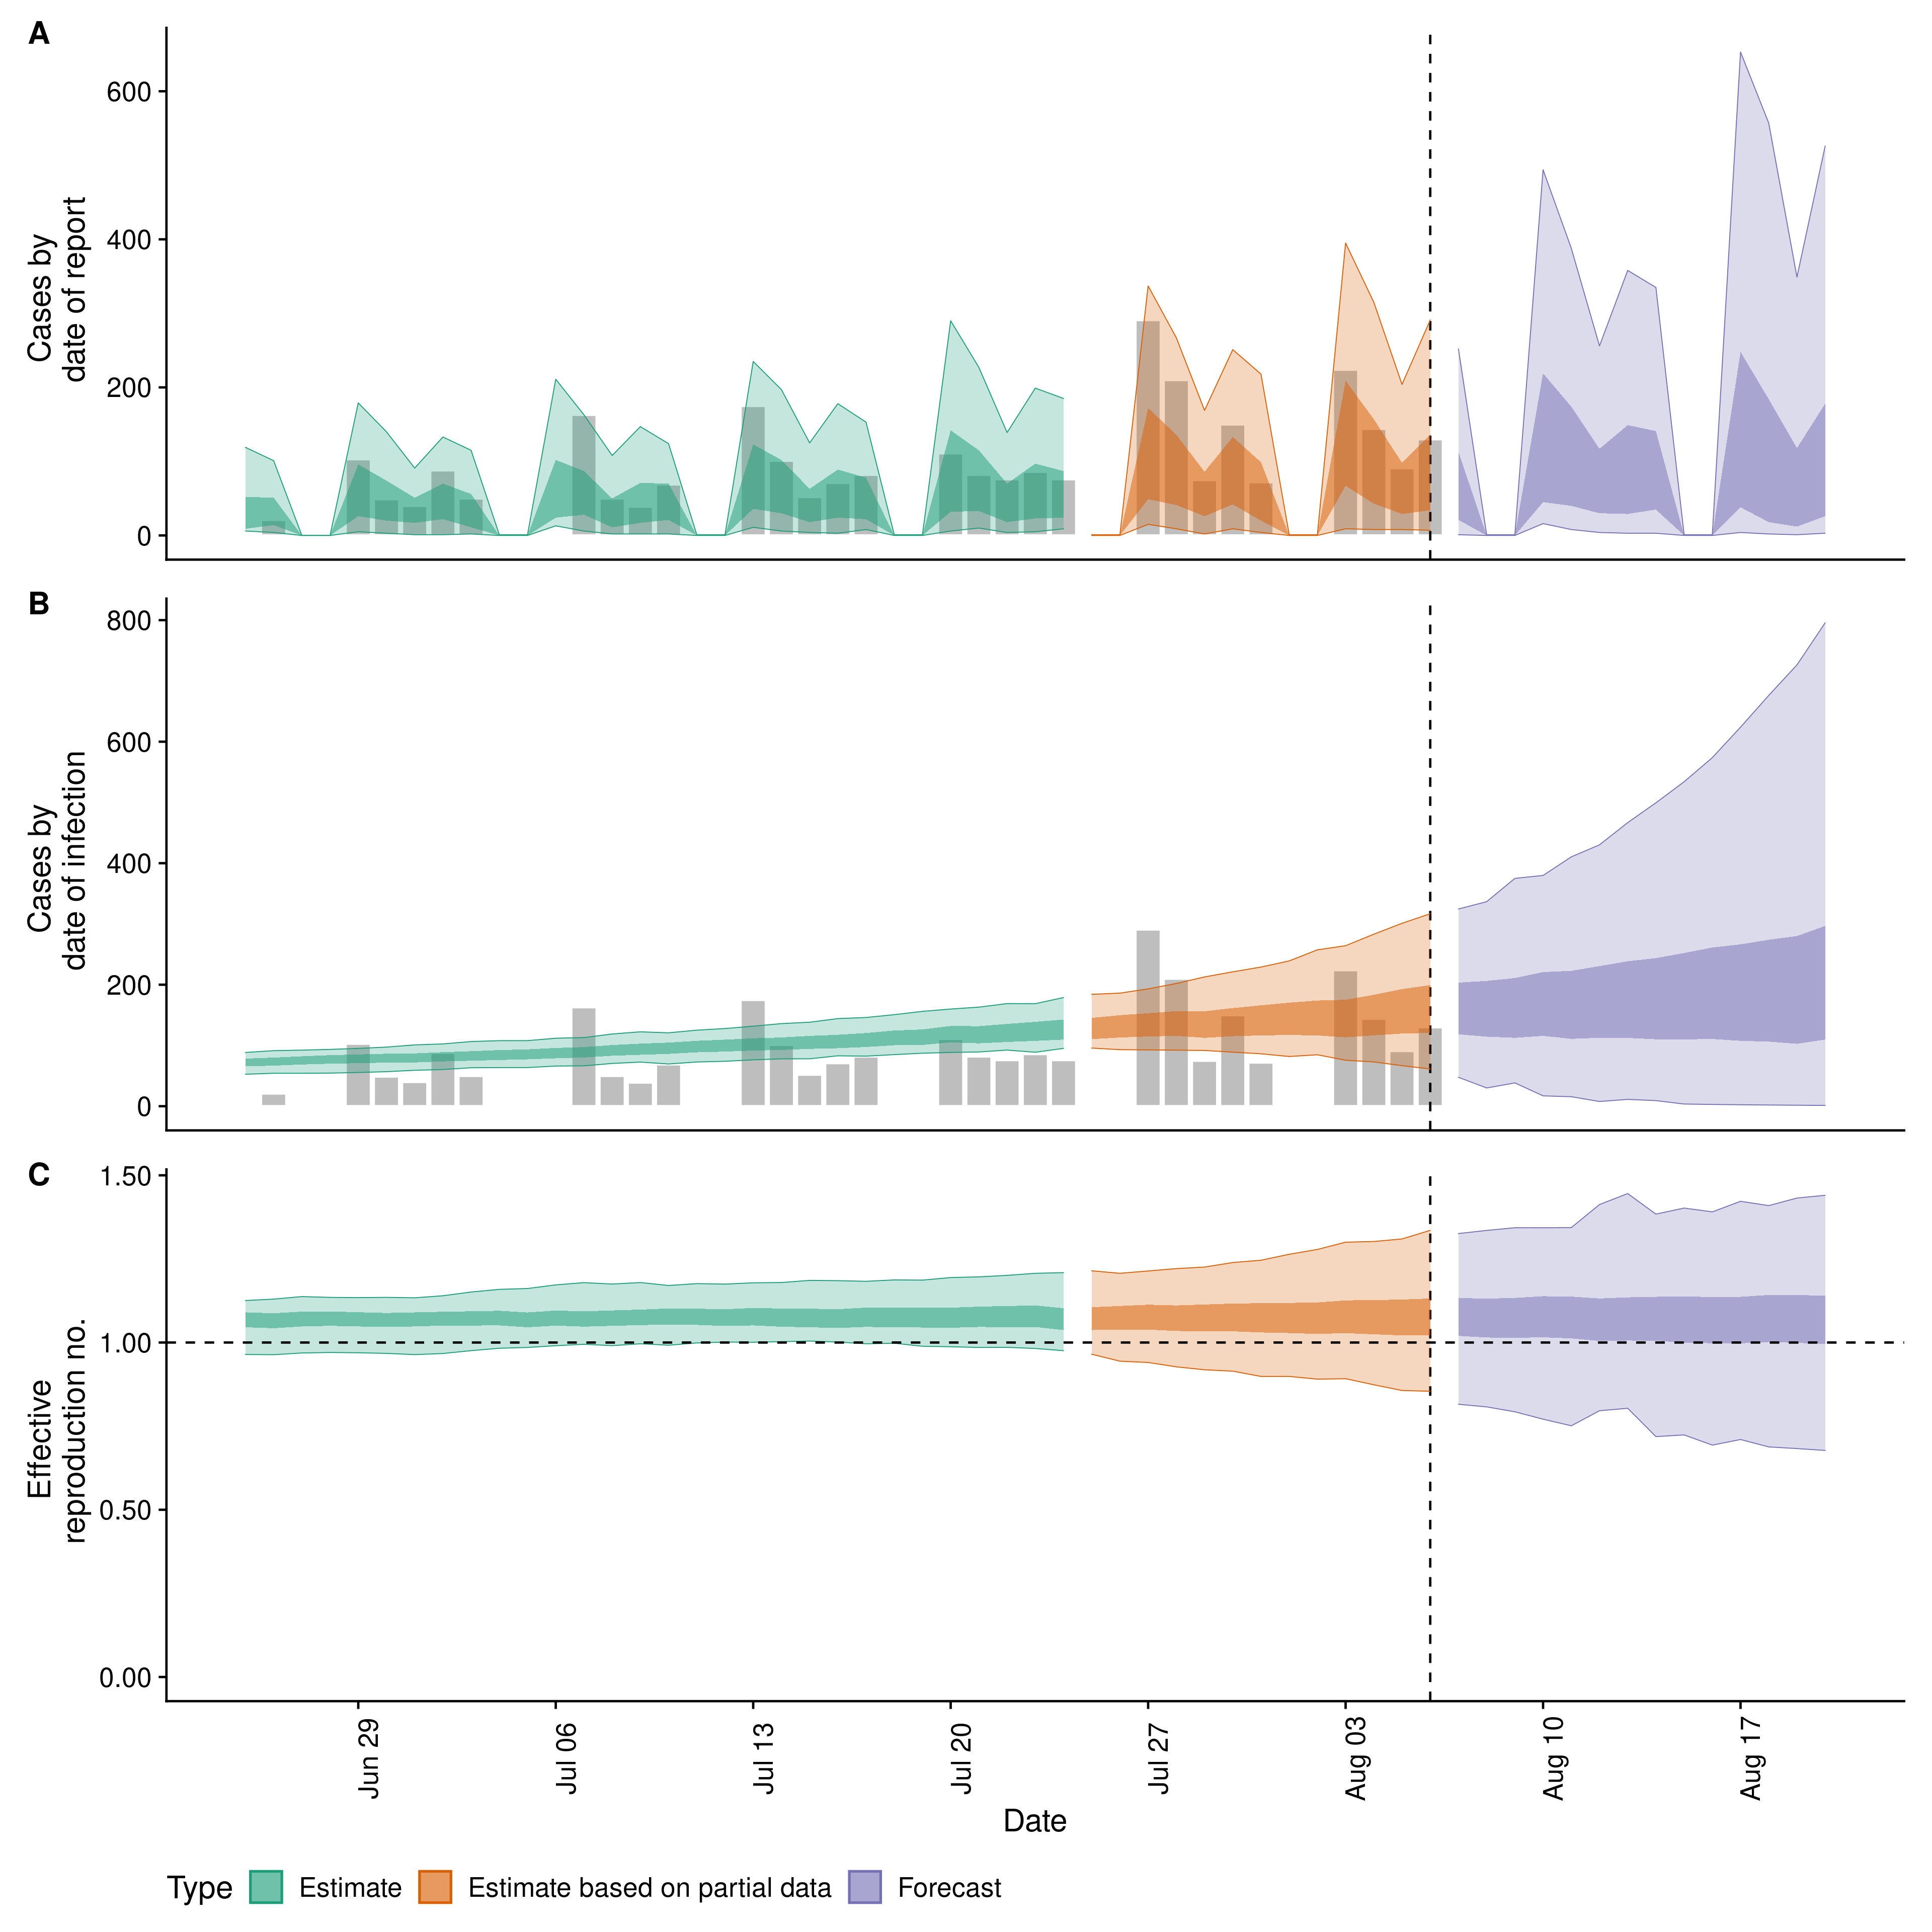 A
Cases by
date of report
600
400
200
0
B
Cases by
date of infection
800
600
400
200
0
C
Effective
reproduction no.
1.50
1.00
0.50
0.00
Jun 29
Jul 06
Jul 13
Jul 20
Jul 27
Aug 03
Aug 10
Aug 17
Date
Type
Estimate
Estimate based on partial data
Forecast